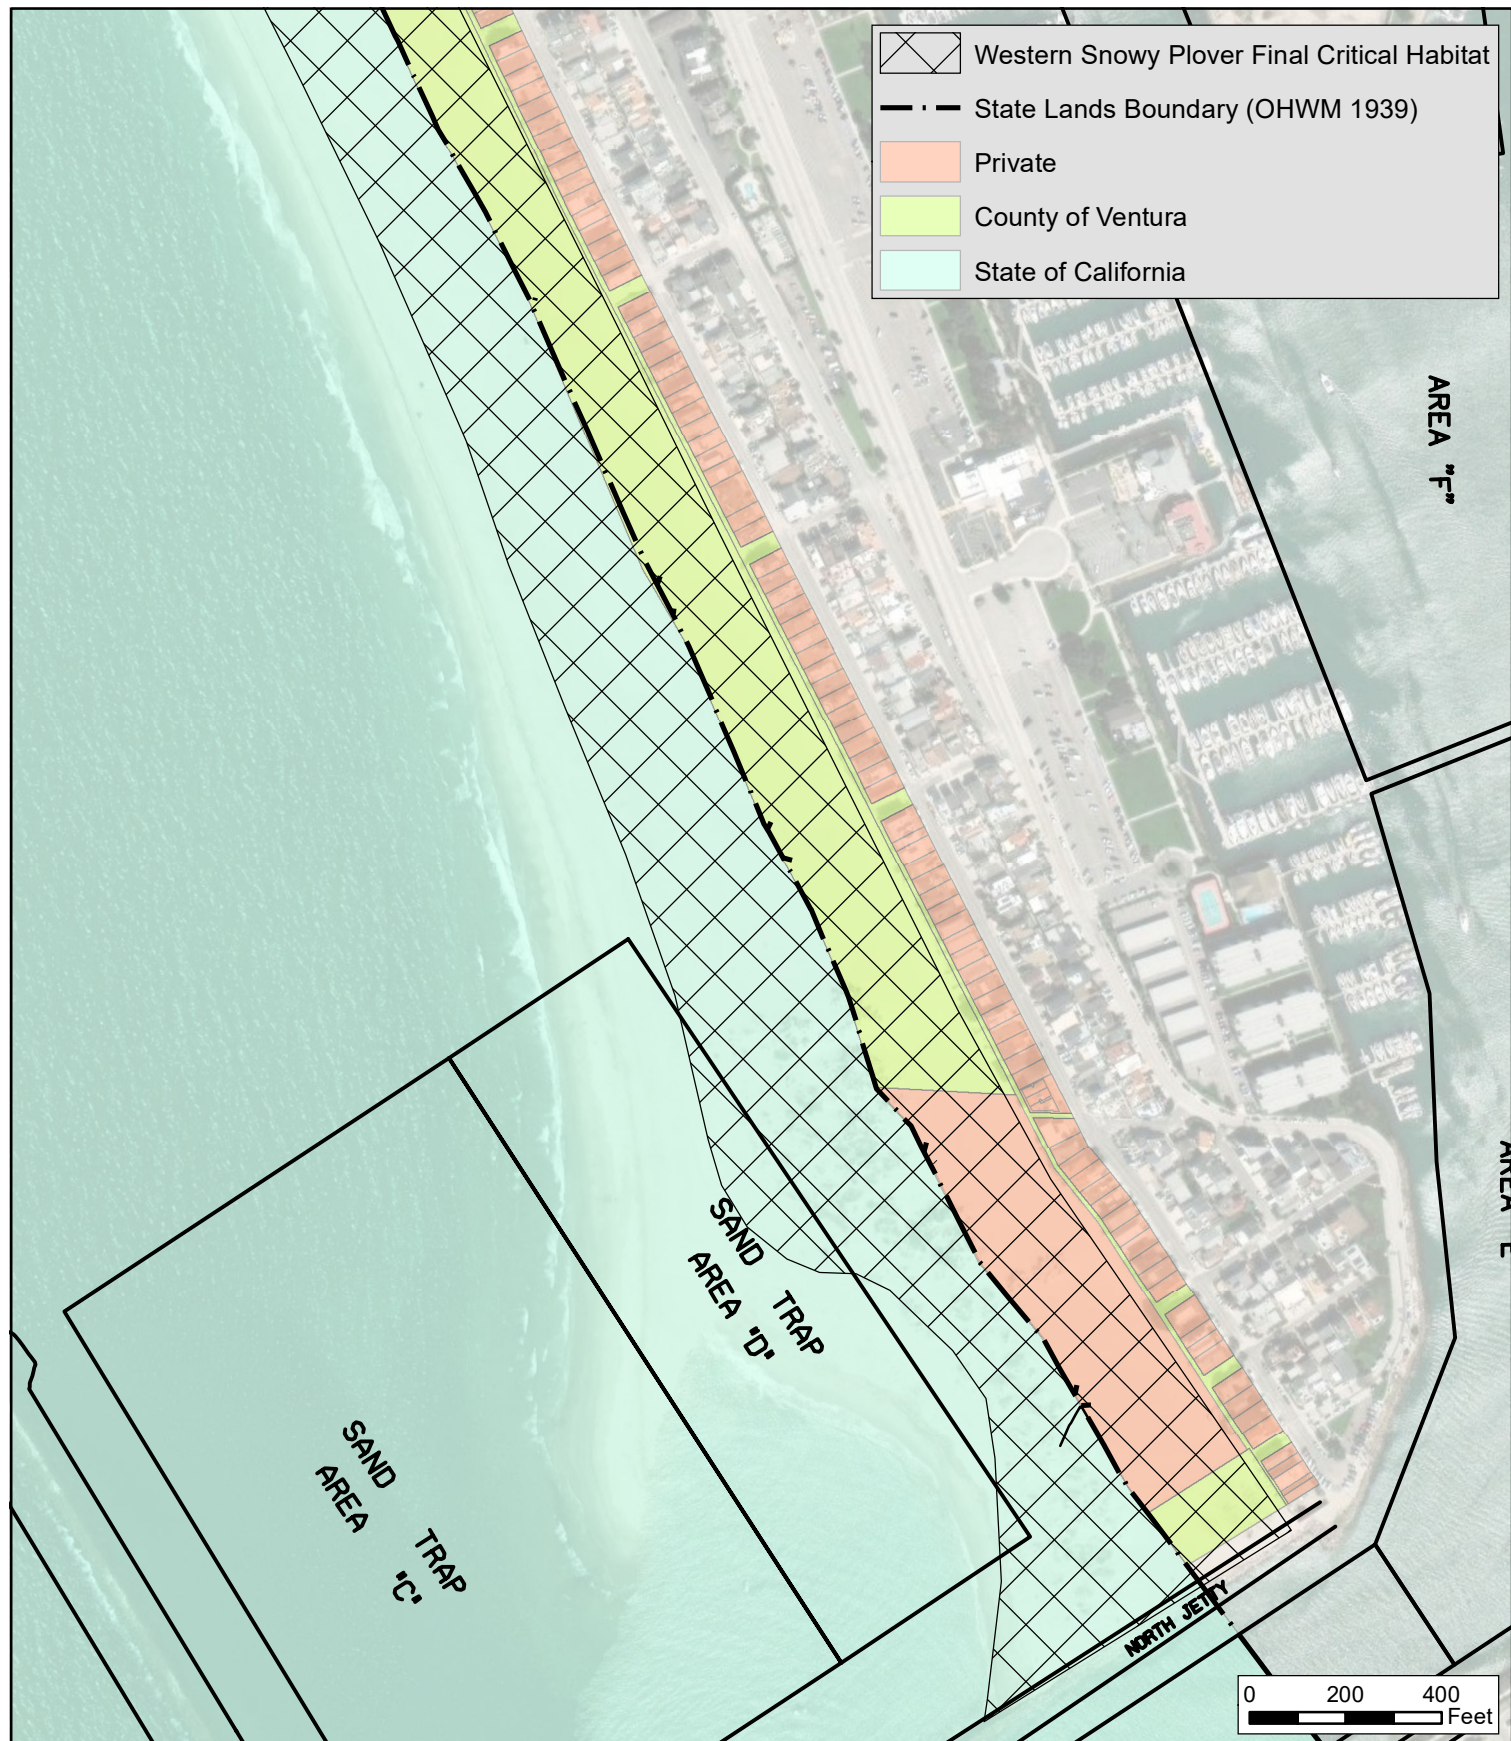 Western Snowy Plover Final Critical Habitat
State Lands Boundary (OHWM 1939)
Private
County of Ventura
State of California
AREA "F"
AREA
SAND TRAP
AREA "D"
SAND TRAP
AREA "C"
NORTH JETTY
0 200 400
Feet